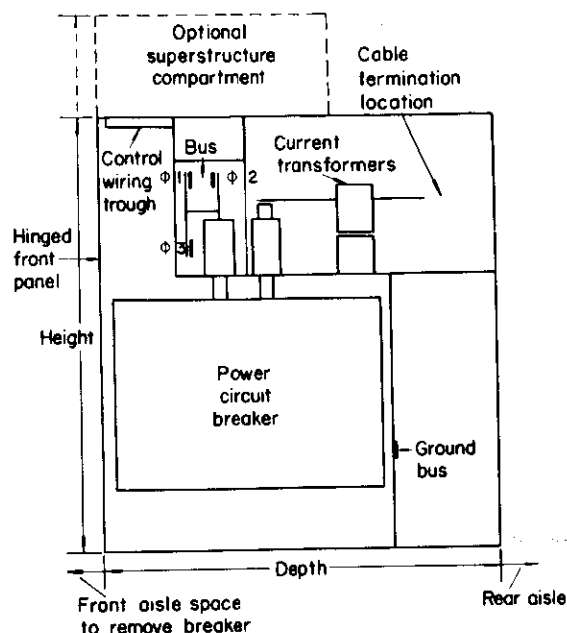 Optional
superstructure
compartment
Cable
termination
location
Control
wiring
trough
Bus
Current
transformers
Φ 1
Φ 2
Φ 3
Hinged
front
panel
Height
Power
circuit
breaker
Ground
bus
Depth
Front aisle space
to remove breaker
Rear aisle